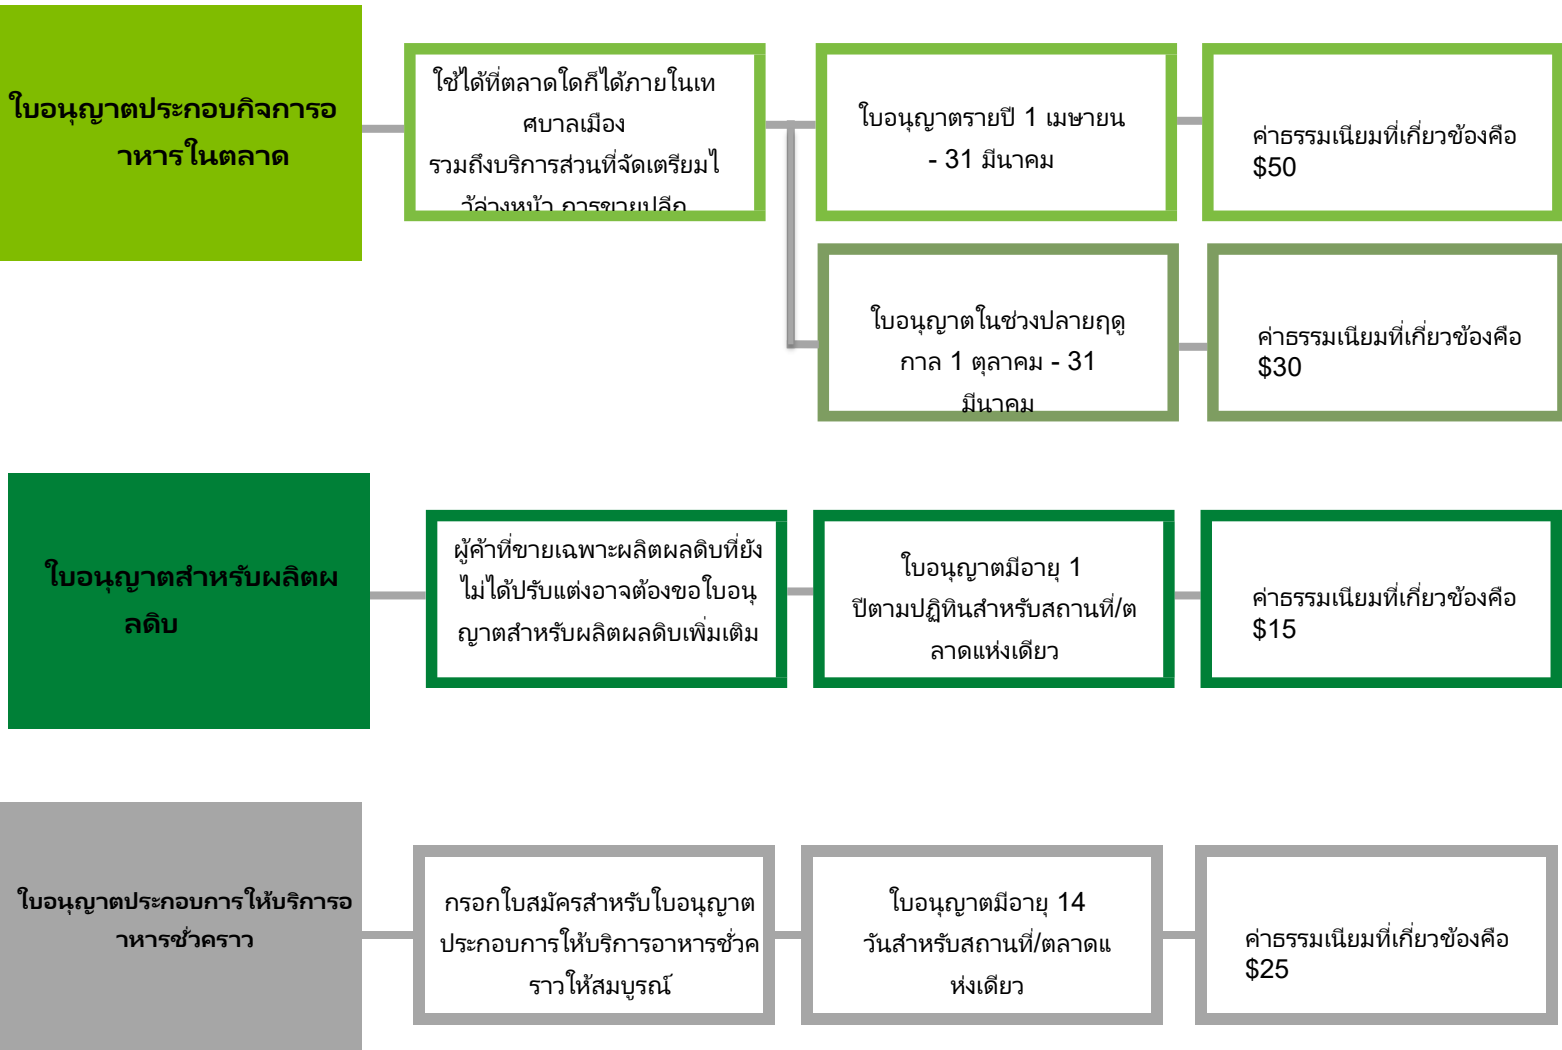 ใบอนุญาตประกอบกิจการอ
าหารในตลาด
ใช้ได้ที่ตลาดใดก็ได้ภายในเท
ศบาลเมือง
รวมถึงบริการส่วนที่จัดเตรียมไ
ว้ล่วงหน้า การขายปลีก
ใบอนุญาตรายปี 1 เมษายน
- 31 มีนาคม
ค่าธรรมเนียมที่เกี่ยวข้องคือ
$50
ใบอนุญาตในช่วงปลายฤดู
กาล 1 ตุลาคม - 31
มีนาคม
ค่าธรรมเนียมที่เกี่ยวข้องคือ
$30
ใบอนุญาตสำหรับผลิตผ
ลดิบ
ผู้ค้าที่ขายเฉพาะผลิตผลดิบที่ยัง
ไม่ได้ปรับแต่งอาจต้องขอใบอนุ
ญาตสำหรับผลิตผลดิบเพิ่มเติม
ใบอนุญาตมีอายุ 1
ปีตามปฏิทินสำหรับสถานที่/ต
ลาดแห่งเดียว
ค่าธรรมเนียมที่เกี่ยวข้องคือ
$15
ใบอนุญาตประกอบการให้บริการอ
าหารชั่วคราว
กรอกใบสมัครสำหรับใบอนุญาต
ประกอบการให้บริการอาหารชั่วค
ราวให้สมบูรณ์
ใบอนุญาตมีอายุ 14
วันสำหรับสถานที่/ตลาดแ
ห่งเดียว
ค่าธรรมเนียมที่เกี่ยวข้องคือ
$25